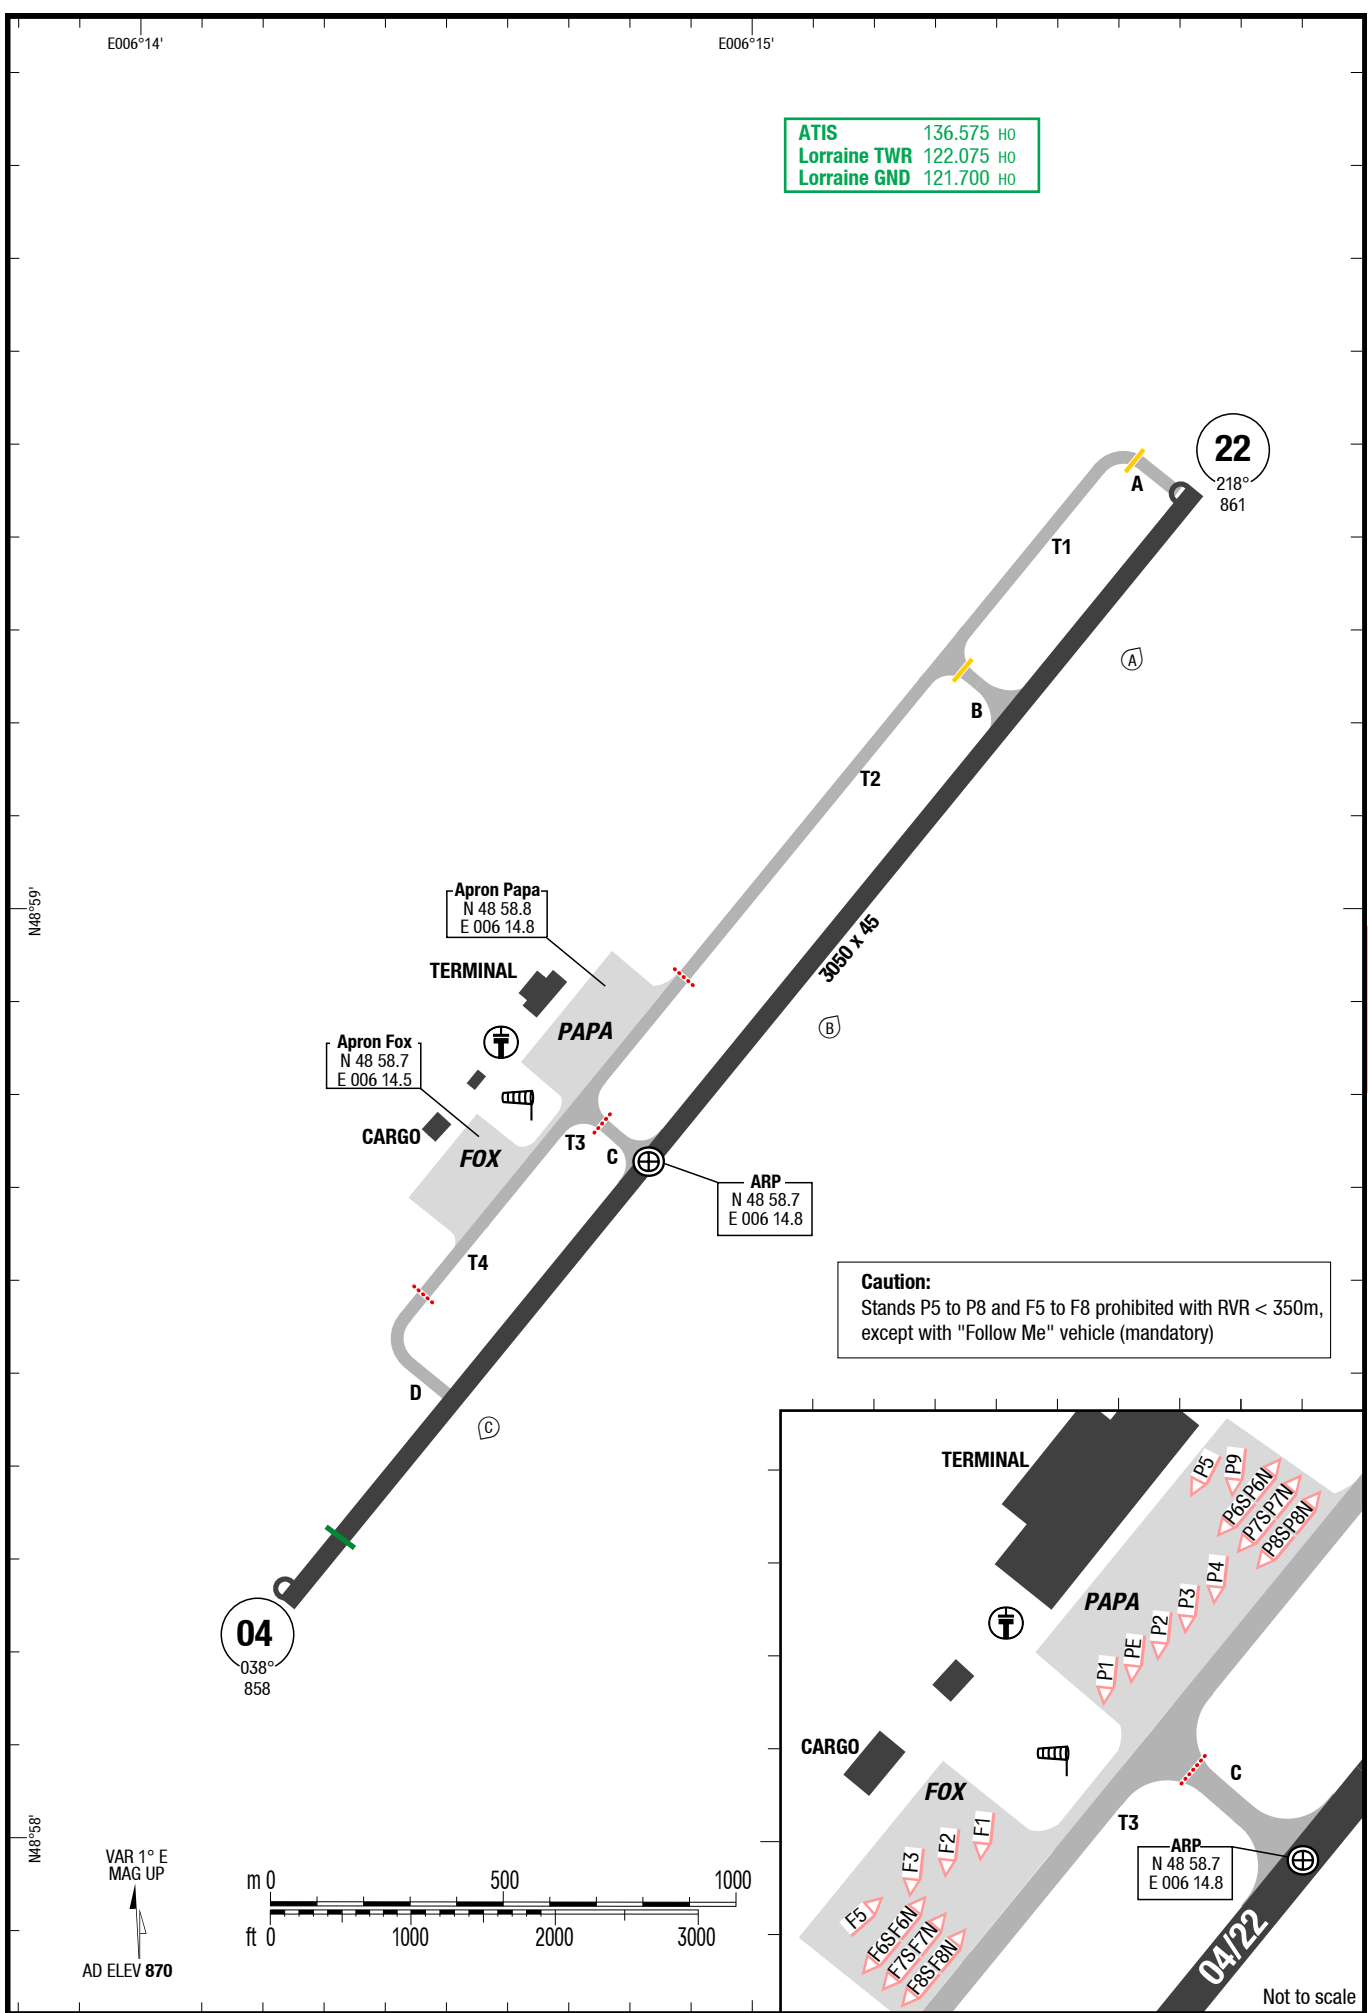 E006°14'
E006°15'
ATIS 136.575 HO
Lorraine TWR 122.075 HO
Lorraine GND 121.700 HO
22
218°
861
A
T1
A
B
T2
N48°59'
Apron Papa
N 48 58.8
E 006 14.8
3050 x 45
TERMINAL
PAPA
B
Apron Fox
N 48 58.7
E 006 14.5
CARGO
FOX
T3
C
ARP
N 48 58.7
E 006 14.8
T4
Caution:
Stands P5 to P8 and F5 to F8 prohibited with RVR < 350m,
except with "Follow Me" vehicle (mandatory)
D
C
04
038°
858
N48°58'
VAR 1° E
MAG UP
AD ELEV 870
m 0 500 1000
ft 0 1000 2000 3000
TERMINAL
P5
P9
P6SP6N
P7SP7N
P8SP8N
P4
P3
P2
PE
P1
PAPA
CARGO
FOX
F1
F2
F3
F5
F6SF6N
F7SF7N
F8SF8N
C
T3
ARP
N 48 58.7
E 006 14.8
04/22
Not to scale